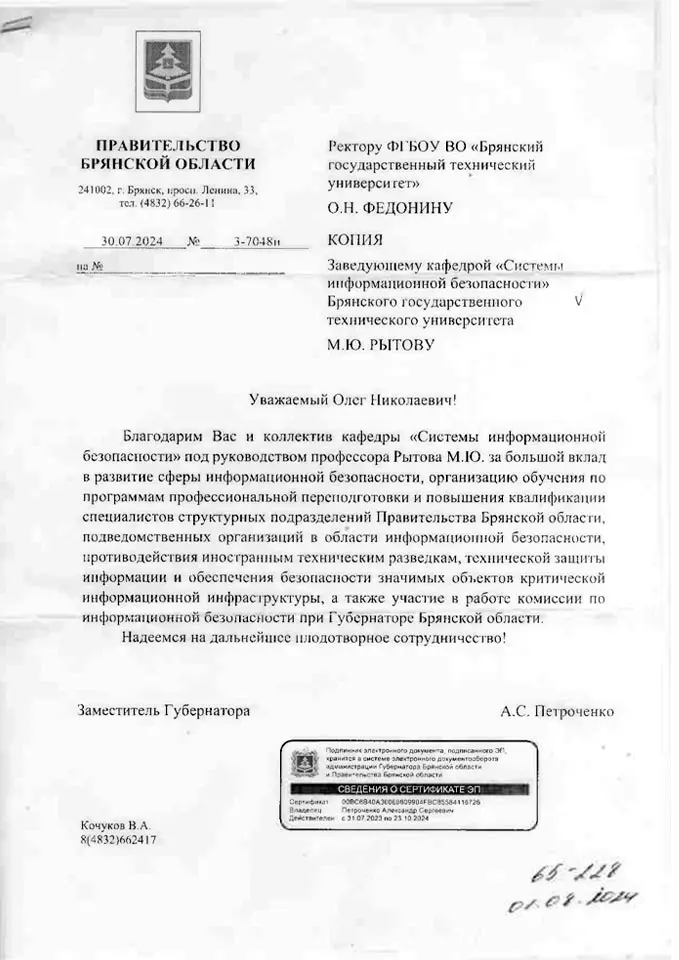 ПРАВИТЕЛЬСТВО
БРЯНСКОЙ ОБЛАСТИ
241002, г. Брянск, просп. Ленина, 33,
тел. (4832) 66-26-11
30.07.2024 № 3-7048и
на №
Ректору ФГБОУ ВО «Брянский
государственный технический
университет»
О.Н. ФЕДОНИНУ
КОПИЯ
Заведующему кафедрой «Системы
информационной безопасности»
Брянского государственного
технического университета
М.Ю. РЫТОВУ
Уважаемый Олег Николаевич!
Благодарим Вас и коллектив кафедры «Системы информационной
безопасности» под руководством профессора Рытова М.Ю. за большой вклад
в развитие сферы информационной безопасности, организацию обучения по
программам профессиональной переподготовки и повышения квалификации
специалистов структурных подразделений Правительства Брянской области,
подведомственных организаций в области информационной безопасности,
противодействия иностранным техническим разведкам, технической защиты
информации и обеспечения безопасности значимых объектов критической
информационной инфраструктуры, а также участие в работе комиссии по
информационной безопасности при Губернаторе Брянской области.
Надеемся на дальнейшее плодотворное сотрудничество!
Заместитель Губернатора А.С. Петроченко
Подлинник электронного документа, подписанного ЭП,
хранится в системе электронного документооборота
администрации Губернатора Брянской области
и Правительства Брянской области
СВЕДЕНИЯ О СЕРТИФИКАТЕ ЭП
Сертификат
Владелец Петроченко Александр Сергеевич
Действителен с 31.07.2023 по 23.10.2024
Кочуков В.А.
8(4832)662417
65-228
01.08.2024